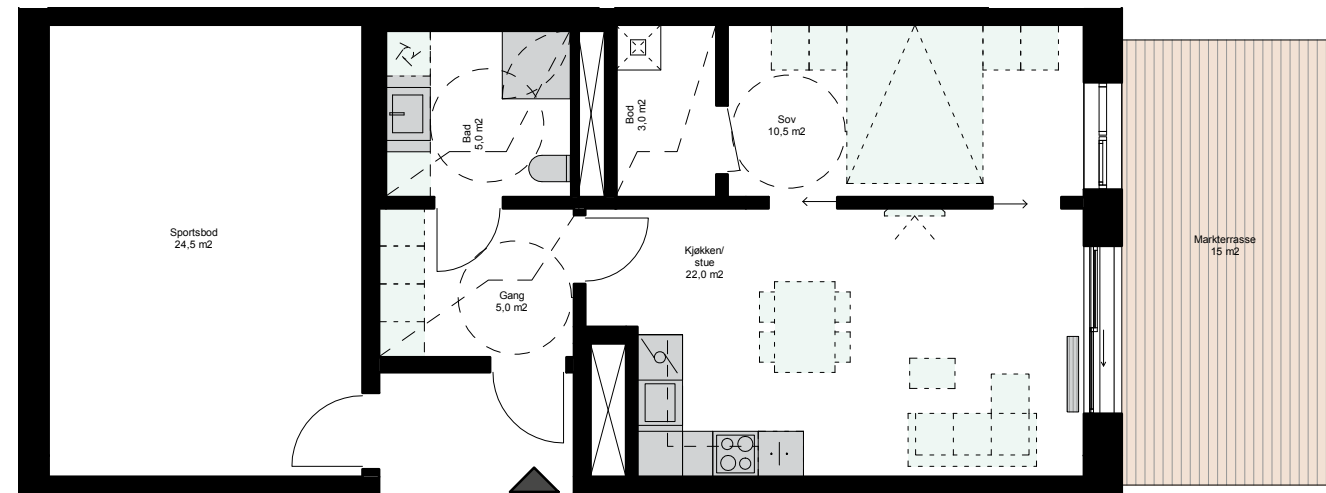 Sportsbod
24,5 m2
Bad
5,0 m2
Bod
3,0 m2
Sov
10,5 m2
Kjøkken/
stue
22,0 m2
Gang
5,0 m2
Markterrasse
15 m2